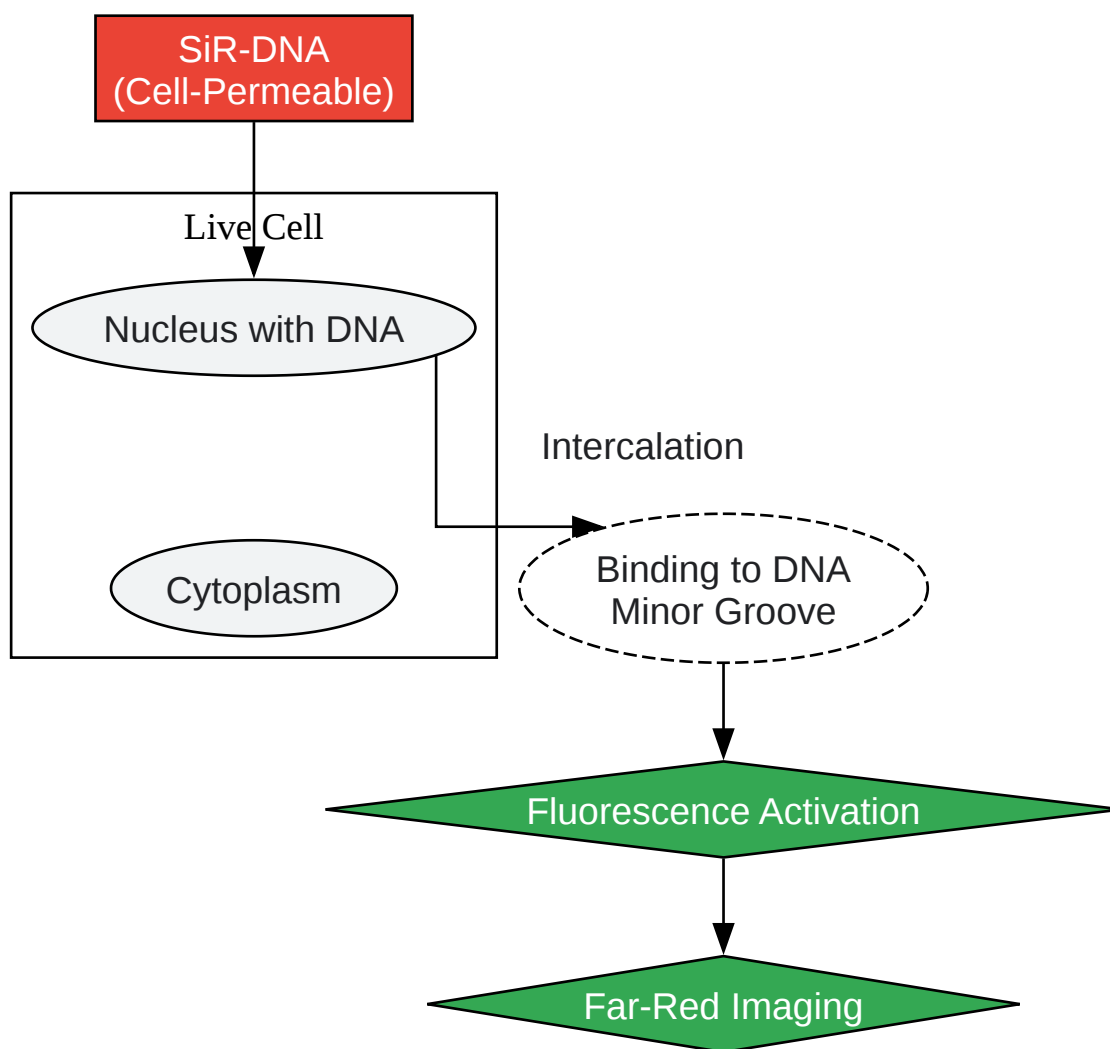 SiR-DNA
(Cell-Permeable)
Live Cell
Nucleus with DNA
Intercalation
Cytoplasm
Binding to DNA
Minor Groove
Fluorescence Activation
Far-Red Imaging